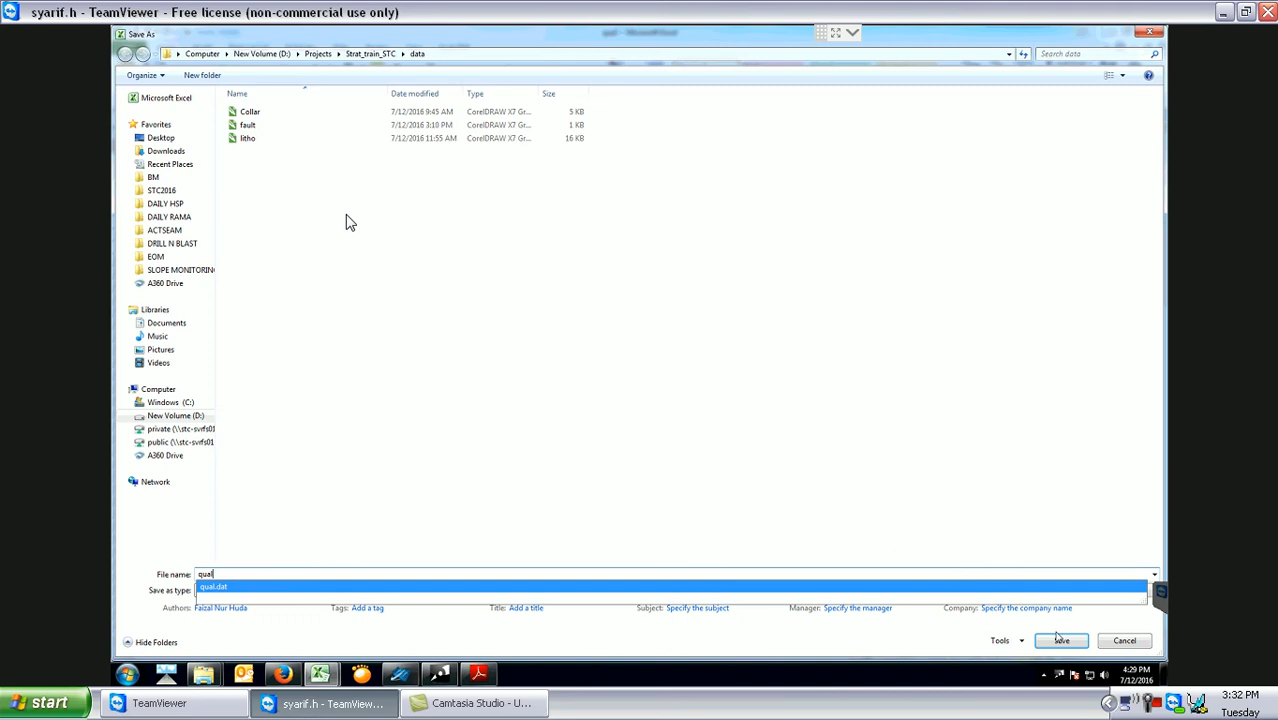 syarif.h - TeamViewer - Free license (non-commercial use only)
Save As
Computer New Volume (D:) Projects Strat_train_STC data
Search data
Organize New folder
Name Date modified Type Size
Microsoft Excel
Collar 7/12/2016 9:45 AM CorelDRAW X7 Gr... 5 KB
fault 7/12/2016 3:10 PM CorelDRAW X7 Gr... 1 KB
litho 7/12/2016 11:55 AM CorelDRAW X7 Gr... 16 KB
Favorites
Desktop
Downloads
Recent Places
BM
STC2016
DAILY HSP
DAILY RAMA
ACTSEAM
DRILL N BLAST
EOM
SLOPE MONITORIN
A360 Drive
Libraries
Documents
Music
Pictures
Videos
Computer
Windows (C:)
New Volume (D:)
private (\\stc-svrfs01
public (\\stc-svrfs01
A360 Drive
Network
File name: qual
qual.dat
Save as type:
Authors: Faizal Nur Huda Tags: Add a tag Title: Add a title Subject: Specify the subject Manager: Specify the manager Company: Specify the company name
Hide Folders Tools Save Cancel
4:29 PM
7/12/2016
start TeamViewer syarif.h - TeamView... Camtasia Studio - U...
3:32 PM
Tuesday